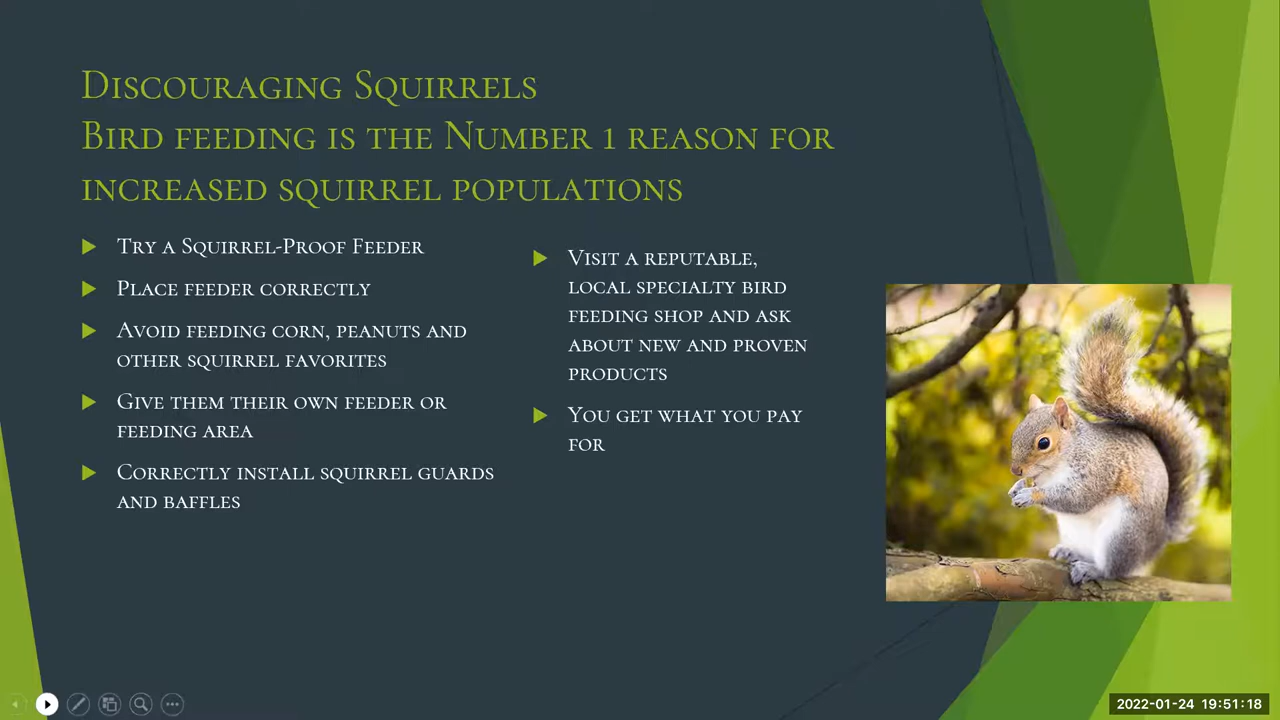 Discouraging Squirrels
Bird feeding is the Number 1 reason for
increased squirrel populations
Try a Squirrel-Proof Feeder
Place feeder correctly
Avoid feeding corn, peanuts and
other squirrel favorites
Give them their own feeder or
feeding area
Correctly install squirrel guards
and baffles
Visit a reputable,
local specialty bird
feeding shop and ask
about new and proven
products
You get what you pay
for
2022-01-24 19:51:18